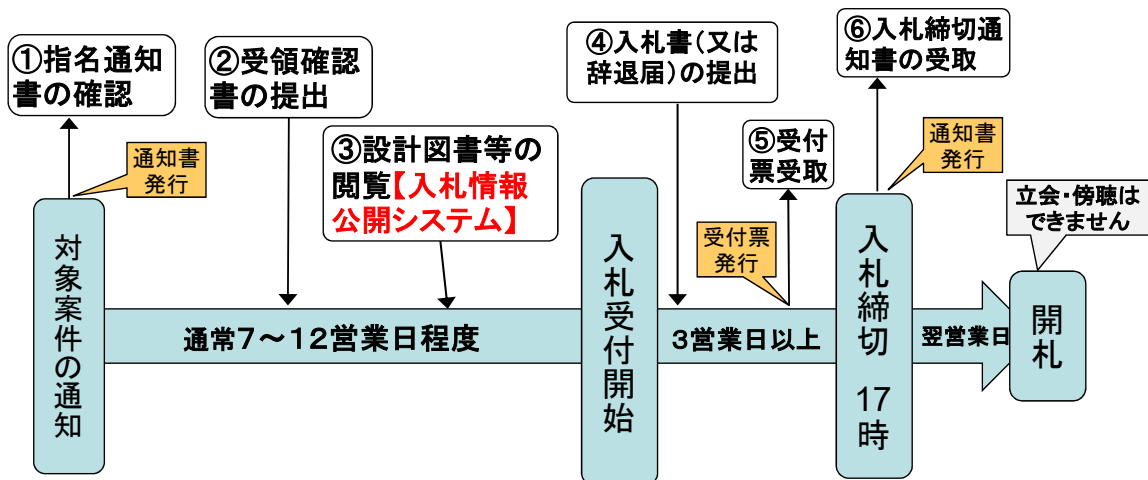 ①指名通知
書の確認
②受領確認
書の提出
③設計図書等の
閲覧【入札情報
公開システム】
④入札書(又は
辞退届)の提出
⑤受付
票受取
⑥入札締切通
知書の受取
通知書
発行
受付票
発行
通知書
発行
立会・傍聴は
できません
対象案件の通知
通常7～12営業日程度
入札受付開始
3営業日以上
入札締切 17時
翌営業日
開札